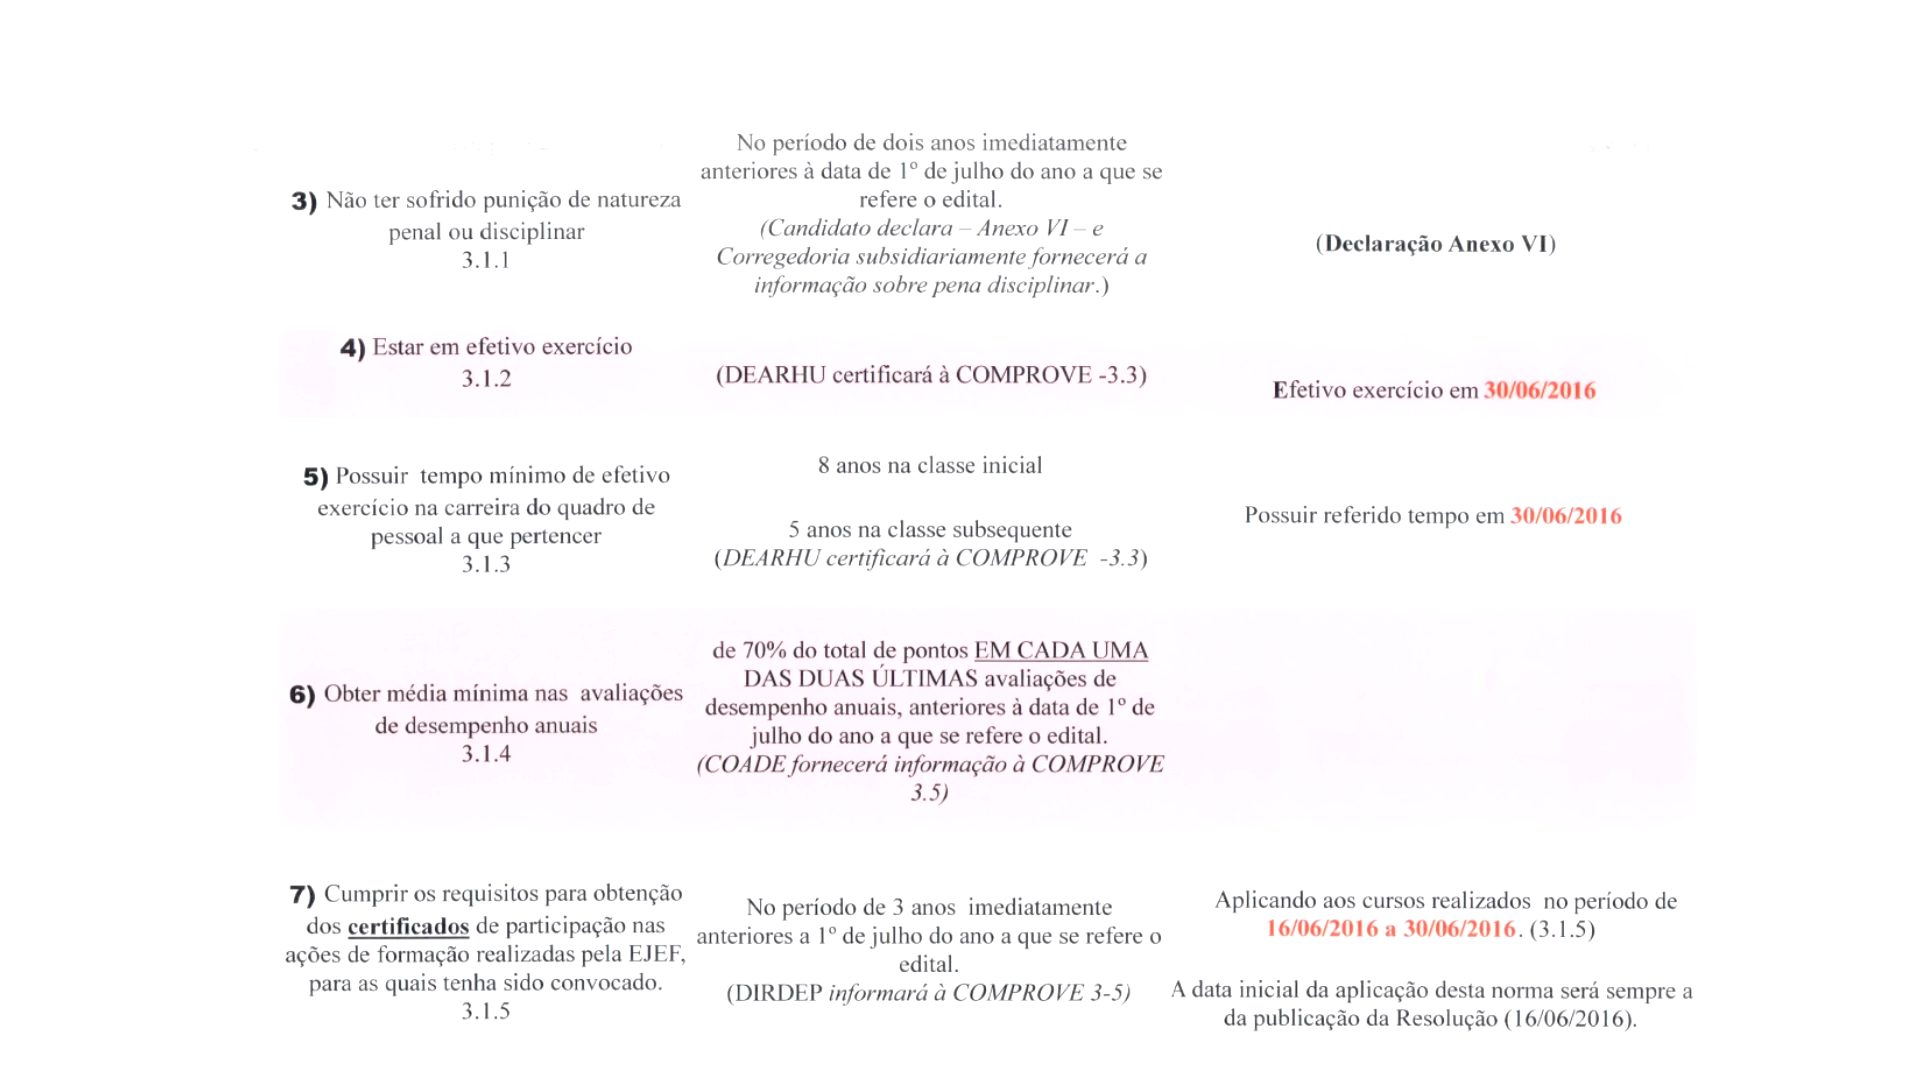 3) Não ter sofrido punição de natureza
penal ou disciplinar
3.1.1
No período de dois anos imediatamente
anteriores à data de 1º de julho do ano a que se
refere o edital.
(Candidato declara – Anexo VI – e
Corregedoria subsidiariamente fornecerá a
informação sobre pena disciplinar.)
(Declaração Anexo VI)
4) Estar em efetivo exercício
3.1.2
(DEARHU certificará à COMPROVE -3.3)
Efetivo exercício em 30/06/2016
5) Possuir  tempo mínimo de efetivo
exercício na carreira do quadro de
pessoal a que pertencer
3.1.3
8 anos na classe inicial
5 anos na classe subsequente
(DEARHU certificará à COMPROVE  -3.3)
Possuir referido tempo em 30/06/2016
6) Obter média mínima nas  avaliações
de desempenho anuais
3.1.4
de 70% do total de pontos EM CADA UMA
DAS DUAS ÚLTIMAS avaliações de
desempenho anuais, anteriores à data de 1º de
julho do ano a que se refere o edital.
(COADE fornecerá informação à COMPROVE
3.5)
7) Cumprir os requisitos para obtenção
dos certificados de participação nas
ações de formação realizadas pela EJEF,
para as quais tenha sido convocado.
3.1.5
No período de 3 anos  imediatamente
anteriores a 1º de julho do ano a que se refere o
edital.
(DIRDEP informará à COMPROVE 3-5)
Aplicando aos cursos realizados  no período de
16/06/2016 a 30/06/2016. (3.1.5)
A data inicial da aplicação desta norma será sempre a
da publicação da Resolução (16/06/2016).